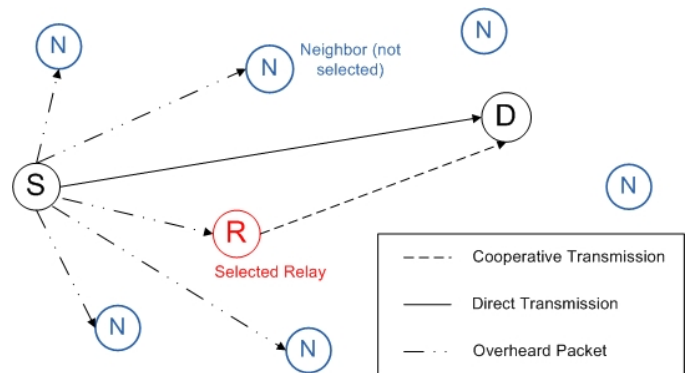 N
N
Neighbor (not
selected)
N
D
S
N
R
Selected Relay
N
N
Cooperative Transmission
Direct Transmission
Overheard Packet